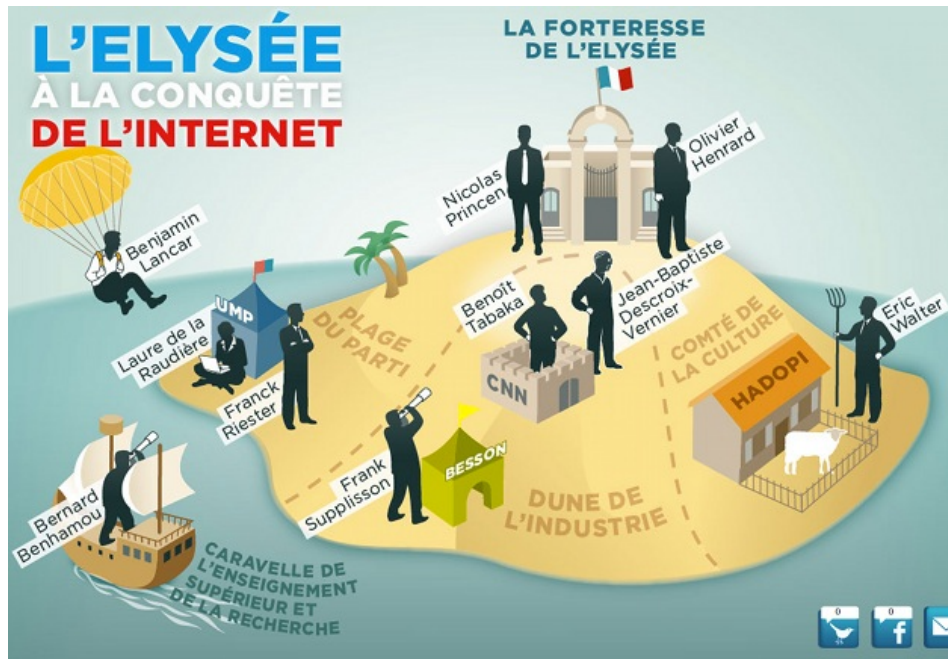 L'ELYSÉE
À LA CONQUÊTE
DE L'INTERNET
LA FORTERESSE
DE L'ELYSÉE
Nicolas
Princen
Olivier
Henrard
Benjamin
Lancar
UMP
Laure de la
Raudière
Franck
Riester
PLAGE
DU PARTI
Benoît
Tabaka
Jean-Baptiste
Descroix-
Vernier
CNN
COMTÉ DE
LA CULTURE
Eric
Walter
HADOPI
Frank
Supplisson
BESSON
DUNE DE
L'INDUSTRIE
Bernard
Benhamou
CARAVELLE DE
L'ENSEIGNEMENT
SUPÉRIEUR ET
DE LA RECHERCHE
0
0
f